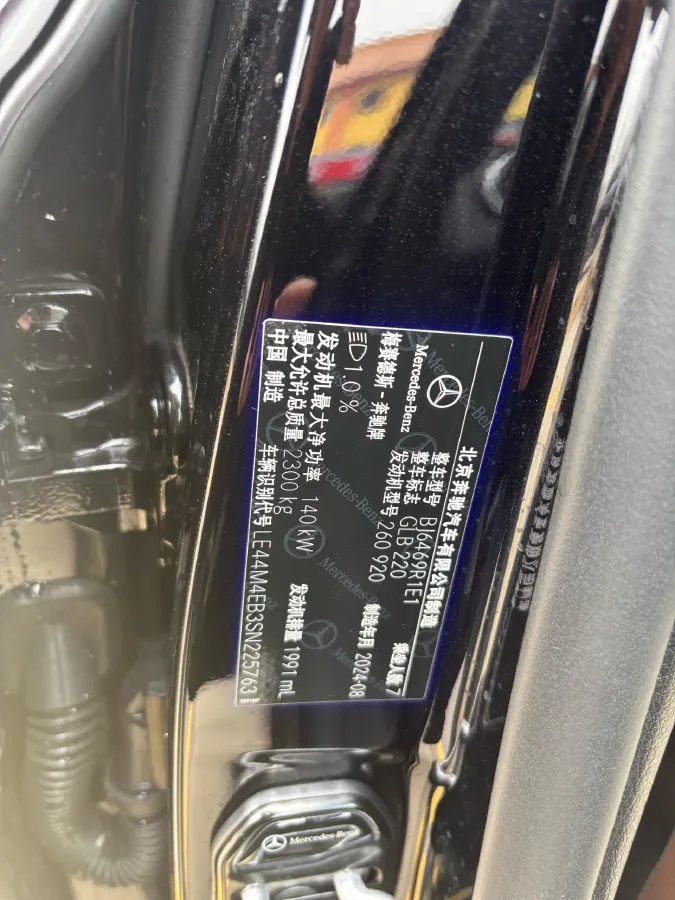 北京奔驰汽车有限公司制造
Mercedes-Benz
整车型号 BJ6469R1E1
乘坐人数 7
整车标志 GLB 220
梅赛德斯-奔驰牌
发动机型号 260 920
制造年月 2024-08
1.0%
发动机最大净功率 140 kW
发动机排量 1991 mL
最大允许总质量 2300 kg
中国 制造
车辆识别代号 LE44M4EB3SN225763
Mercedes-Benz